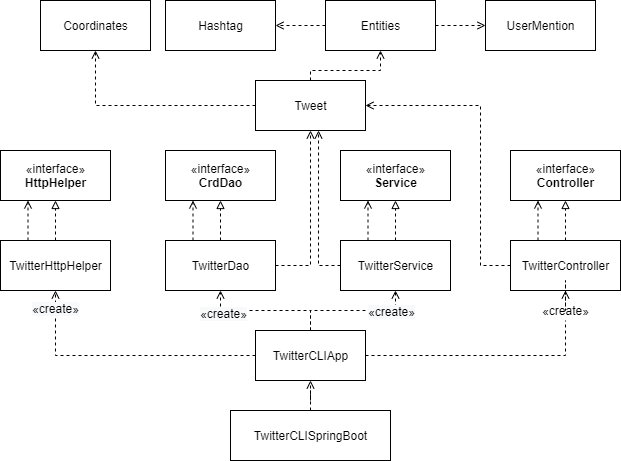 Coordinates
Hashtag
Entities
UserMention
Tweet
«interface»
HttpHelper
«interface»
CrdDao
«interface»
Service
«interface»
Controller
TwitterHttpHelper
TwitterDao
TwitterService
TwitterController
«create»
«create»
«create»
«create»
TwitterCLIApp
TwitterCLISpringBoot